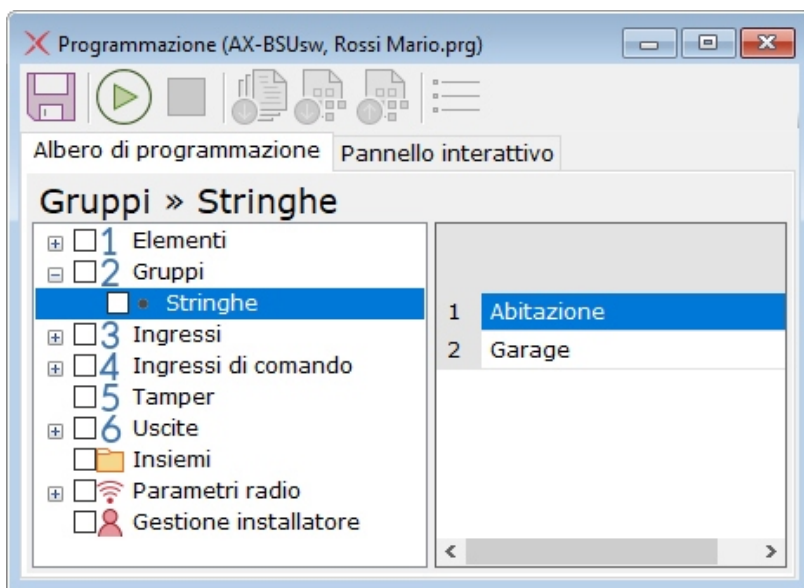 Programmazione (AX-BSUsw, Rossi Mario.prg)
Albero di programmazione Pannello interattivo
Gruppi » Stringhe
1 Elementi
2 Gruppi
Stringhe
3 Ingressi
4 Ingressi di comando
5 Tamper
6 Uscite
Insiemi
Parametri radio
Gestione installatore
1 Abitazione
2 Garage